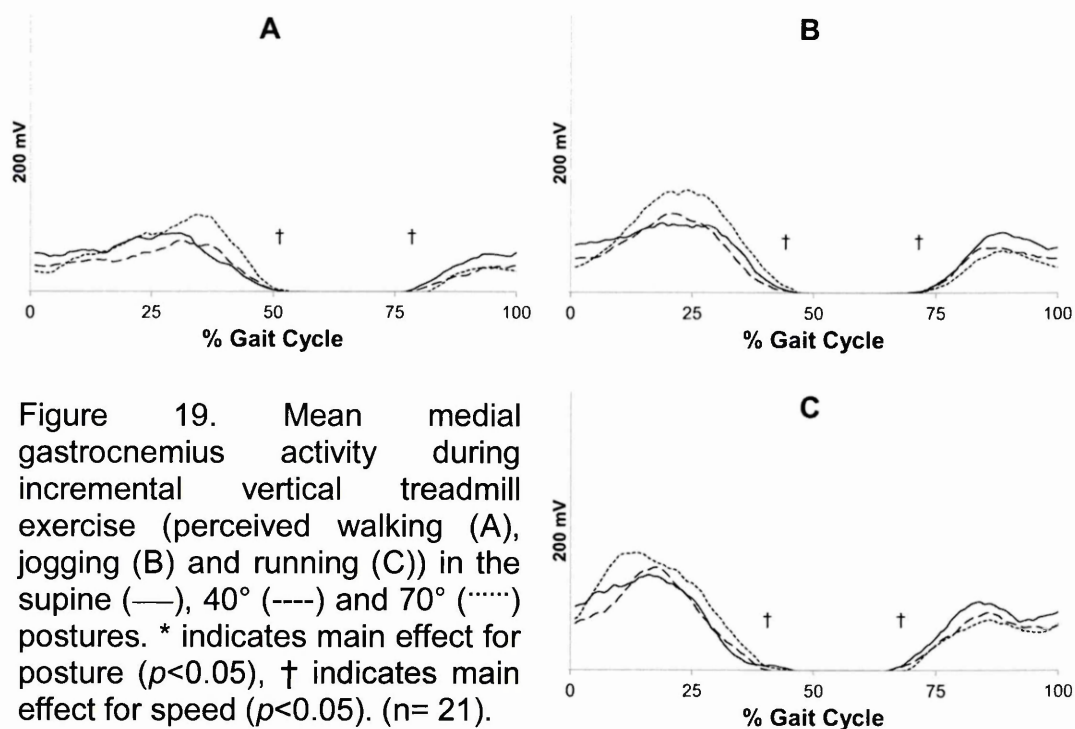 A
200 mV
†
†
0
25
50
75
100
% Gait Cycle
B
200 mV
†
†
0
25
50
75
100
% Gait Cycle
Figure 19. Mean medial
gastrocnemius activity during
incremental vertical treadmill
exercise (perceived walking (A),
jogging (B) and running (C)) in the
supine (—), 40° (----) and 70° (······)
postures. * indicates main effect for
posture (p<0.05), † indicates main
effect for speed (p<0.05). (n= 21).
C
200 mV
†
†
0
25
50
75
100
% Gait Cycle